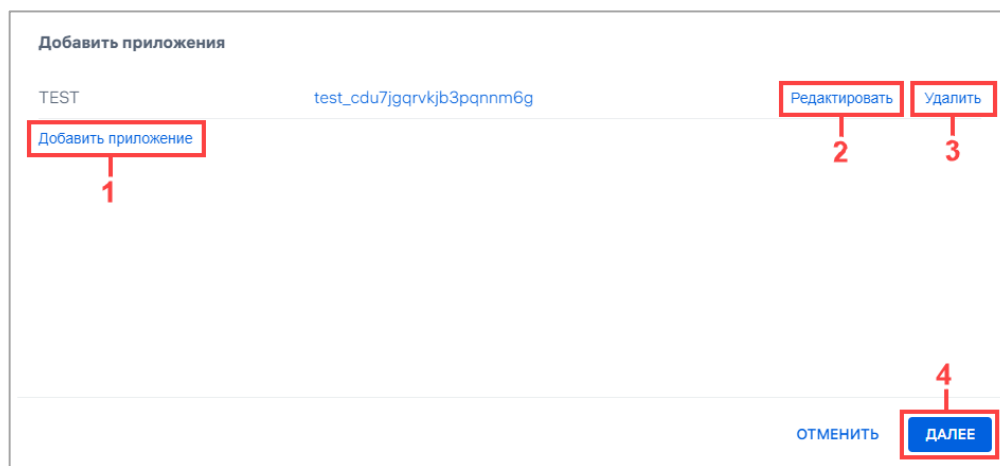 Добавить приложения
TEST test_cdu7jgqrvkjb3pqnnm6g Редактировать Удалить
Добавить приложение
2 3
1
4
ОТМЕНИТЬ ДАЛЕЕ